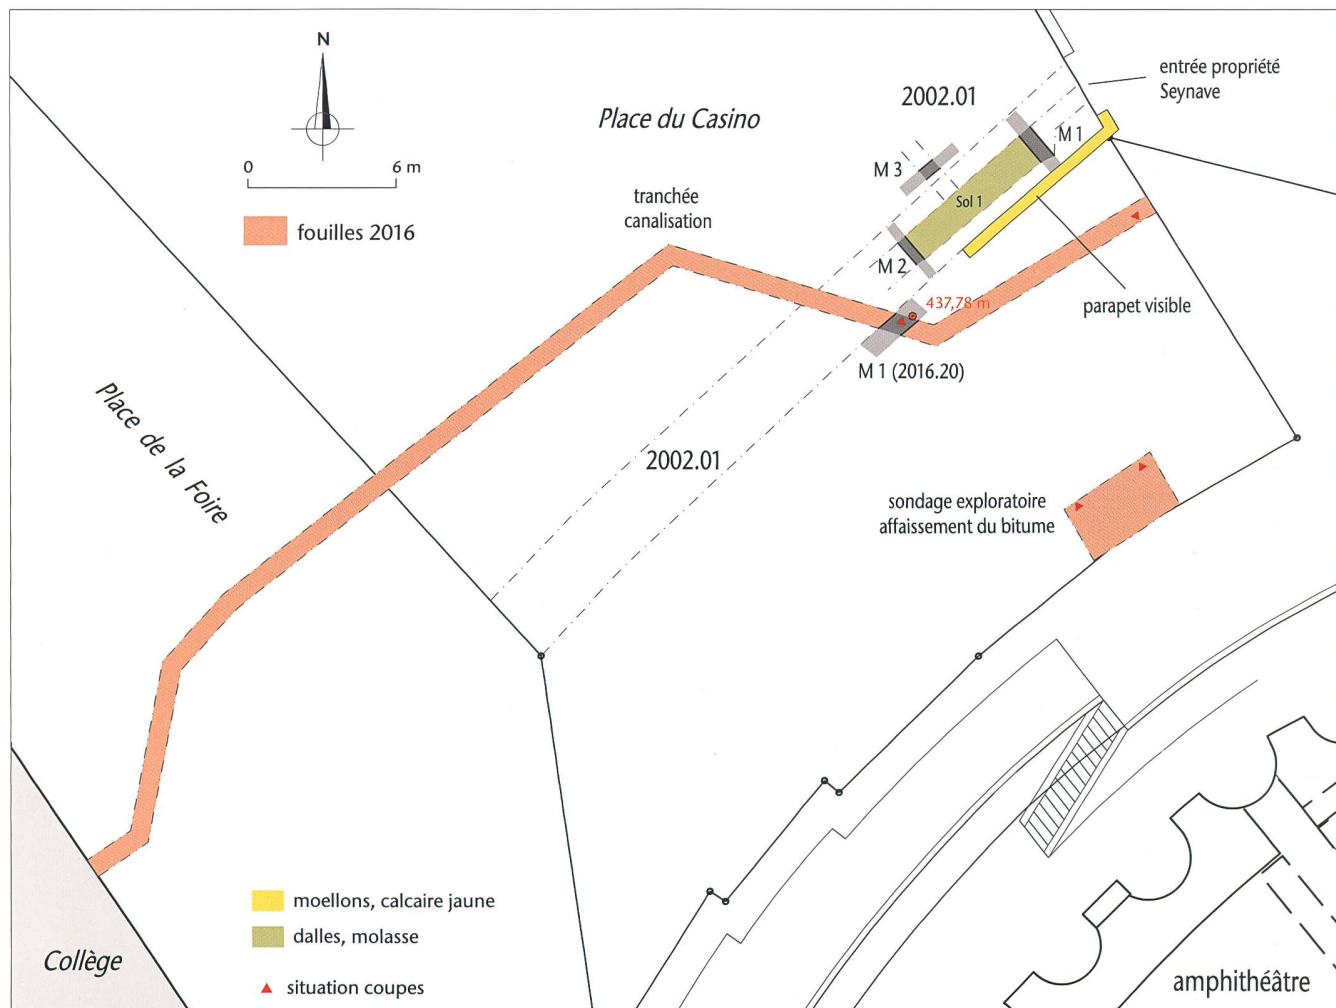 N
0 6 m
fouilles 2016
Place du Casino
tranchée
canalisation
2002.01
entrée propriété
Seynave
M 1
M 3
Sol 1
M 2
437,78 m
parapet visible
M 1 (2016.20)
Place de la Foire
2002.01
sondage exploratoire
affaissement du bitume
moellons, calcaire jaune
dalles, molasse
situation coupes
Collège
amphithéâtre